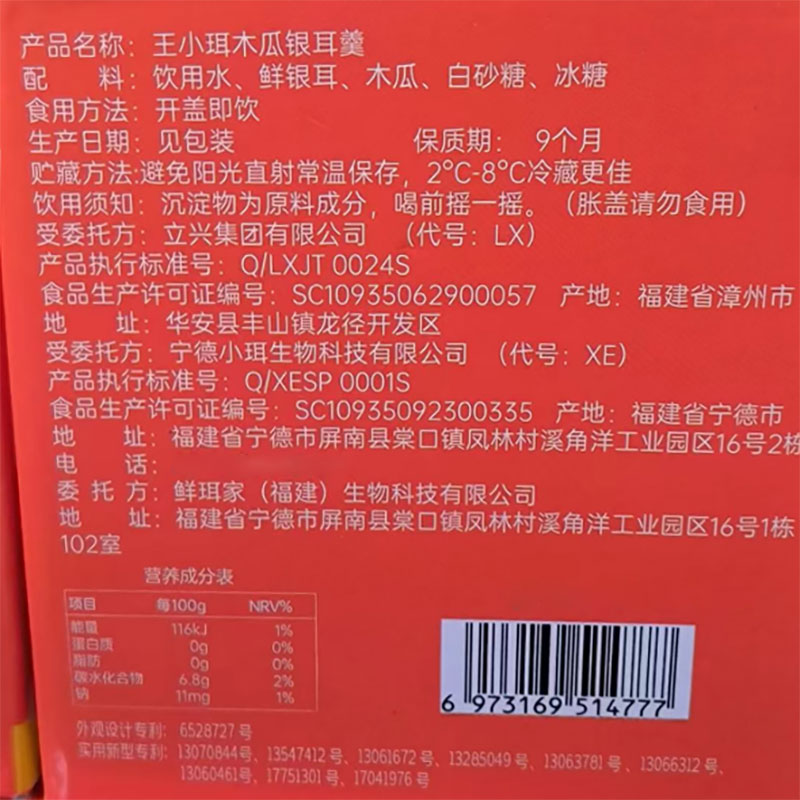 产品名称：王小珥木瓜银耳羹
配 料：饮用水、鲜银耳、木瓜、白砂糖、冰糖
食用方法：开盖即饮
生产日期：见包装 保质期：9个月
贮藏方法:避免阳光直射常温保存，2℃-8℃冷藏更佳
饮用须知：沉淀物为原料成分，喝前摇一摇。（胀盖请勿食用）
受委托方：立兴集团有限公司 （代号：LX）
产品执行标准号：Q/LXJT 0024S
食品生产许可证编号：SC10935062900057 产地：福建省漳州市
地 址：华安县丰山镇龙径开发区
受委托方：宁德小珥生物科技有限公司 （代号：XE）
产品执行标准号：Q/XESP 0001S
食品生产许可证编号：SC10935092300335 产地：福建省宁德市
地 址：福建省宁德市屏南县棠口镇凤林村溪角洋工业园区16号2栋
电 话：
委 托 方：鲜珥家（福建）生物科技有限公司
地 址：福建省宁德市屏南县棠口镇凤林村溪角洋工业园区16号1栋
102室
营养成分表
项目 每100g NRV%
能量 116kJ 1%
蛋白质 0g 0%
脂肪 0g 0%
碳水化合物 6.8g 2%
钠 11mg 1%
6 973169 514777
外观设计专利：6528727号
实用新型专利：13070844号、13547412号、13061672号、13285049号、13063781号、13066312号、
13060461号、17751301号、17041976号